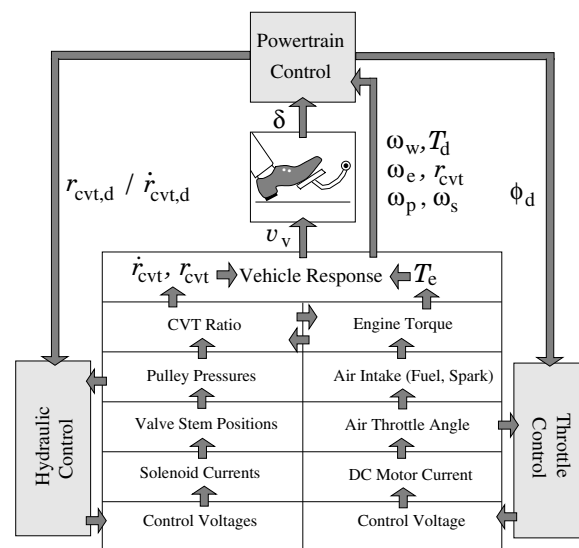 Powertrain
Control
δ
ω_w, T_d
ω_e, r_cvt
ω_p, ω_s
r_cvt,d / ṙ_cvt,d
ϕ_d
v_v
ṙ_cvt, r_cvt
Vehicle Response
T_e
CVT Ratio
Engine Torque
Pulley Pressures
Air Intake (Fuel, Spark)
Valve Stem Positions
Air Throttle Angle
Solenoid Currents
DC Motor Current
Control Voltages
Control Voltage
Hydraulic
Control
Throttle
Control